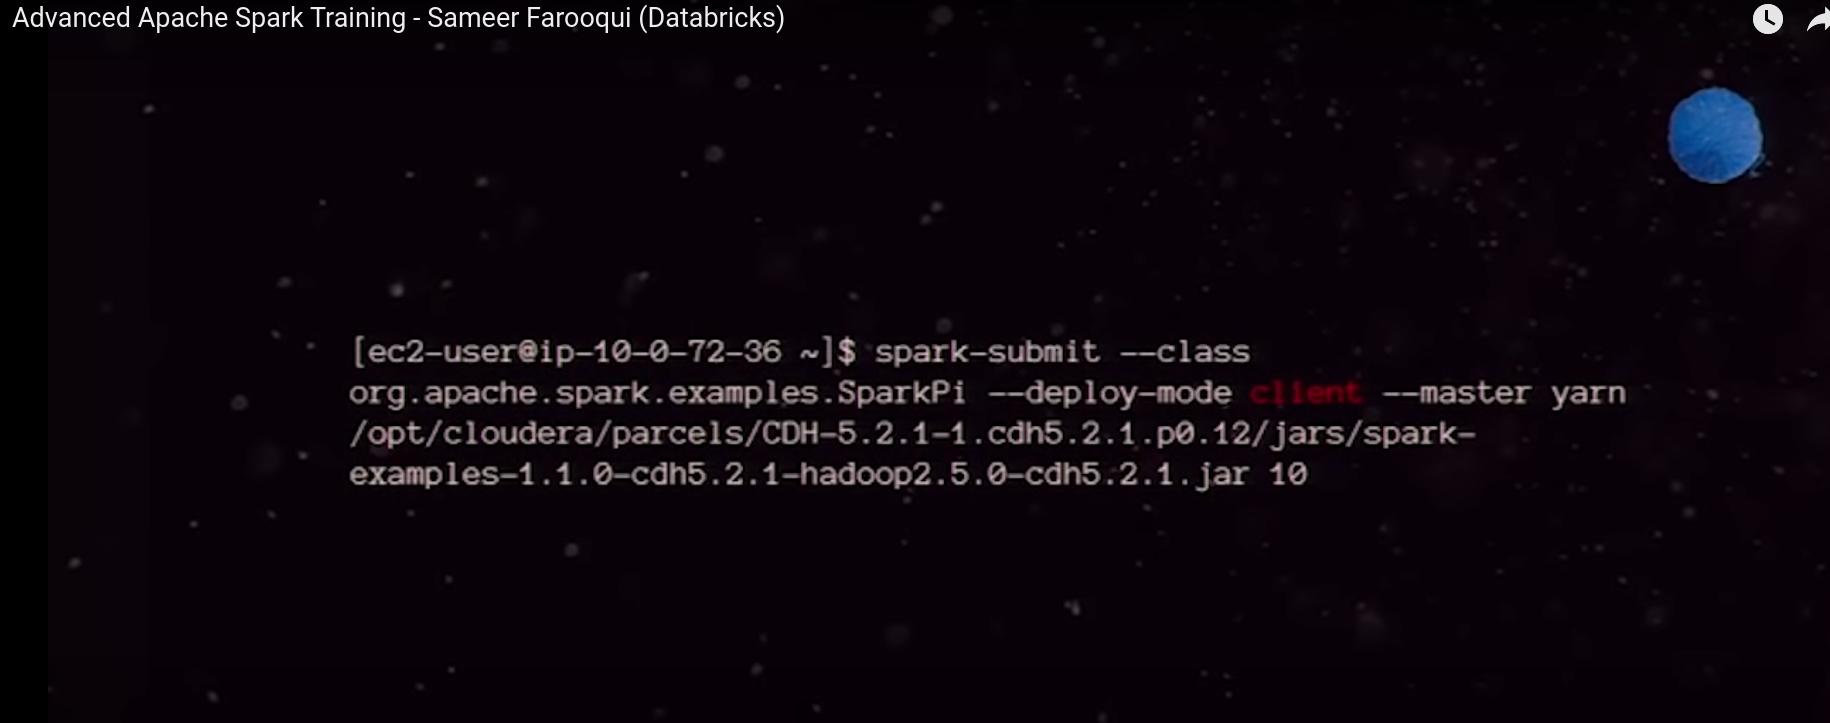 Advanced Apache Spark Training - Sameer Farooqui (Databricks)
[ec2-user@ip-10-0-72-36 ~]$ spark-submit --class
org.apache.spark.examples.SparkPi --deploy-mode client --master yarn
/opt/cloudera/parcels/CDH-5.2.1-1.cdh5.2.1.p0.12/jars/spark-
examples-1.1.0-cdh5.2.1-hadoop2.5.0-cdh5.2.1.jar 10